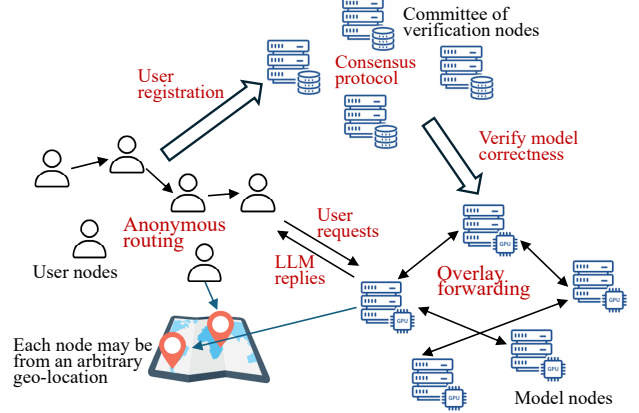 Committee of
verification nodes
Consensus
protocol
User
registration
Verify model
correctness
Anonymous
routing
User
requests
LLM
replies
User nodes
GPU
Overlay
forwarding
GPU
GPU
GPU
GPU
Each node may be
from an arbitrary
geo-location
Model nodes